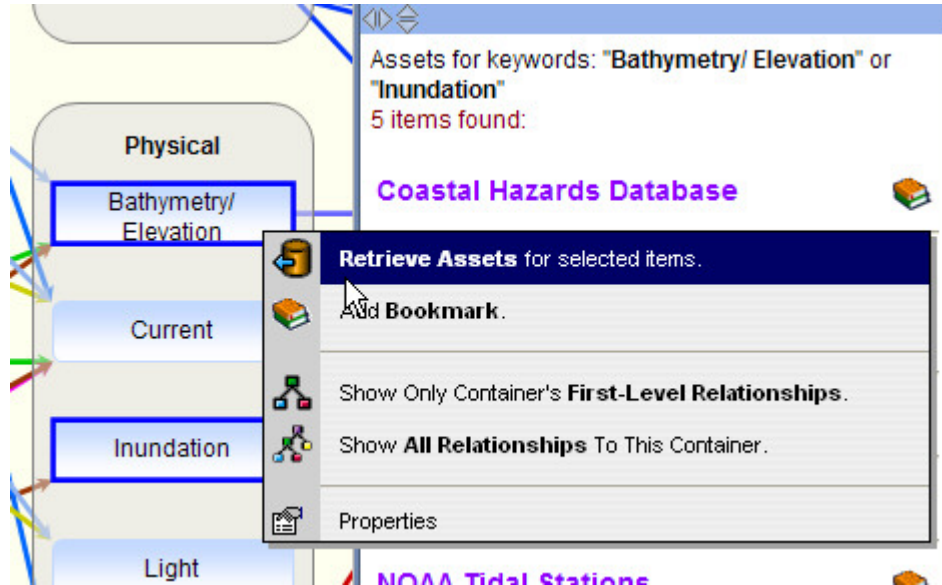 Assets for keywords: "Bathymetry/ Elevation" or
"Inundation"
5 items found:
Physical
Coastal Hazards Database
Bathymetry/
Elevation
Retrieve Assets for selected items.
Add Bookmark.
Current
Show Only Container's First-Level Relationships.
Inundation
Show All Relationships To This Container.
Properties
Light
NOAA Tidal Stations